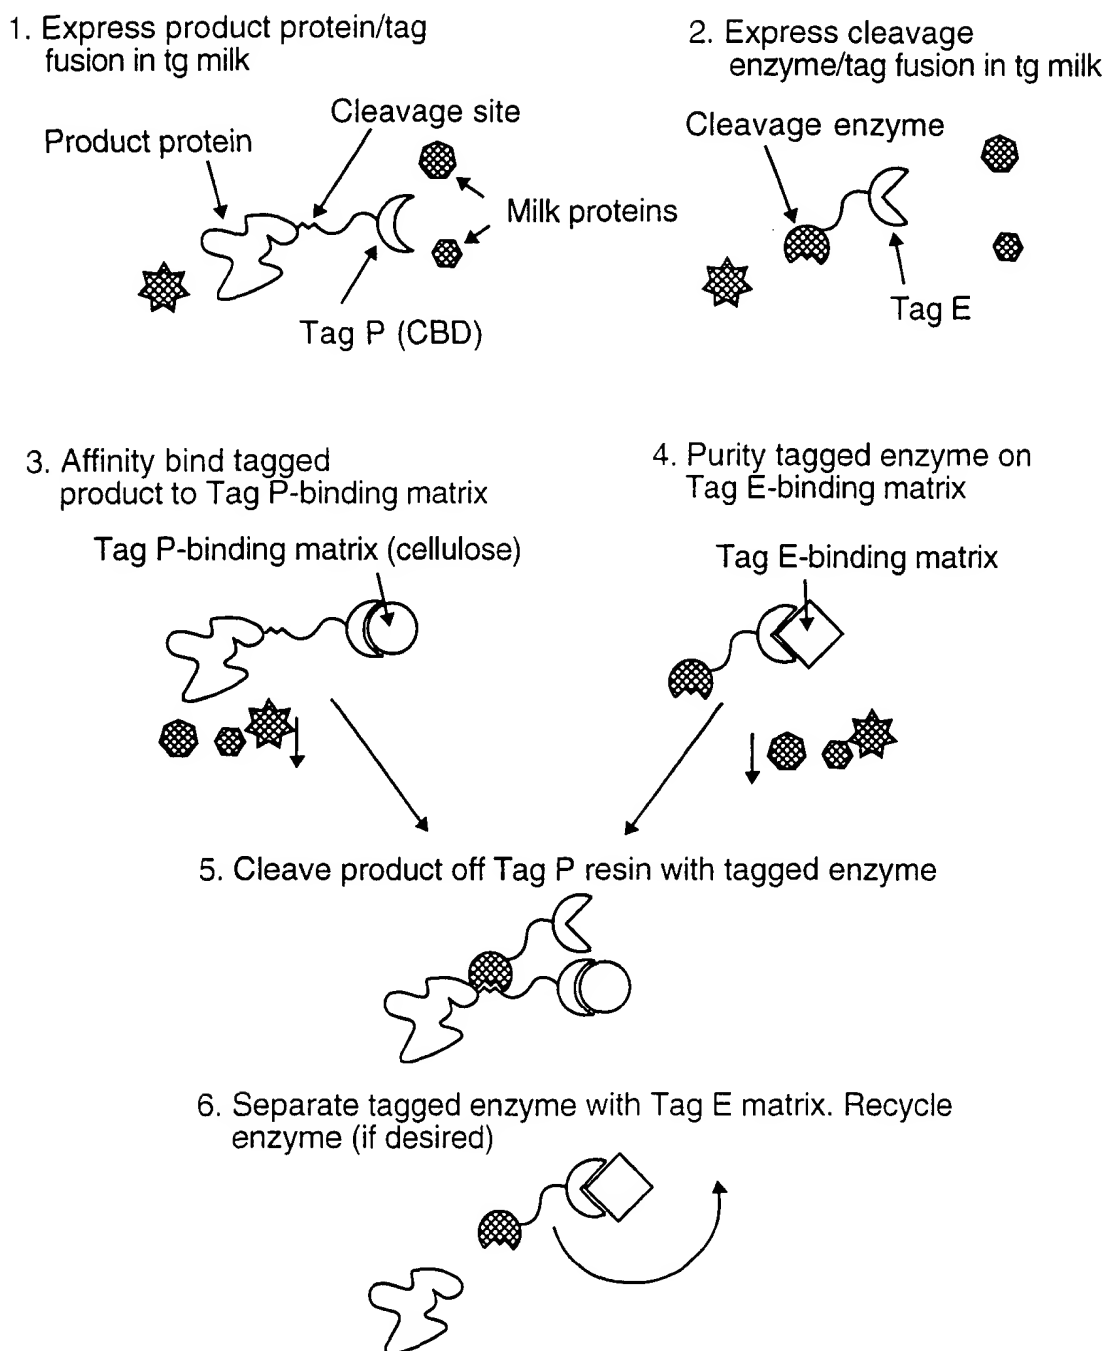 1. Express product protein/tag
fusion in tg milk
Product protein
Cleavage site
Milk proteins
Tag P (CBD)
2. Express cleavage
enzyme/tag fusion in tg milk
Cleavage enzyme
Tag E
3. Affinity bind tagged
product to Tag P-binding matrix
Tag P-binding matrix (cellulose)
4. Purity tagged enzyme on
Tag E-binding matrix
Tag E-binding matrix
5. Cleave product off Tag P resin with tagged enzyme
6. Separate tagged enzyme with Tag E matrix. Recycle
enzyme (if desired)